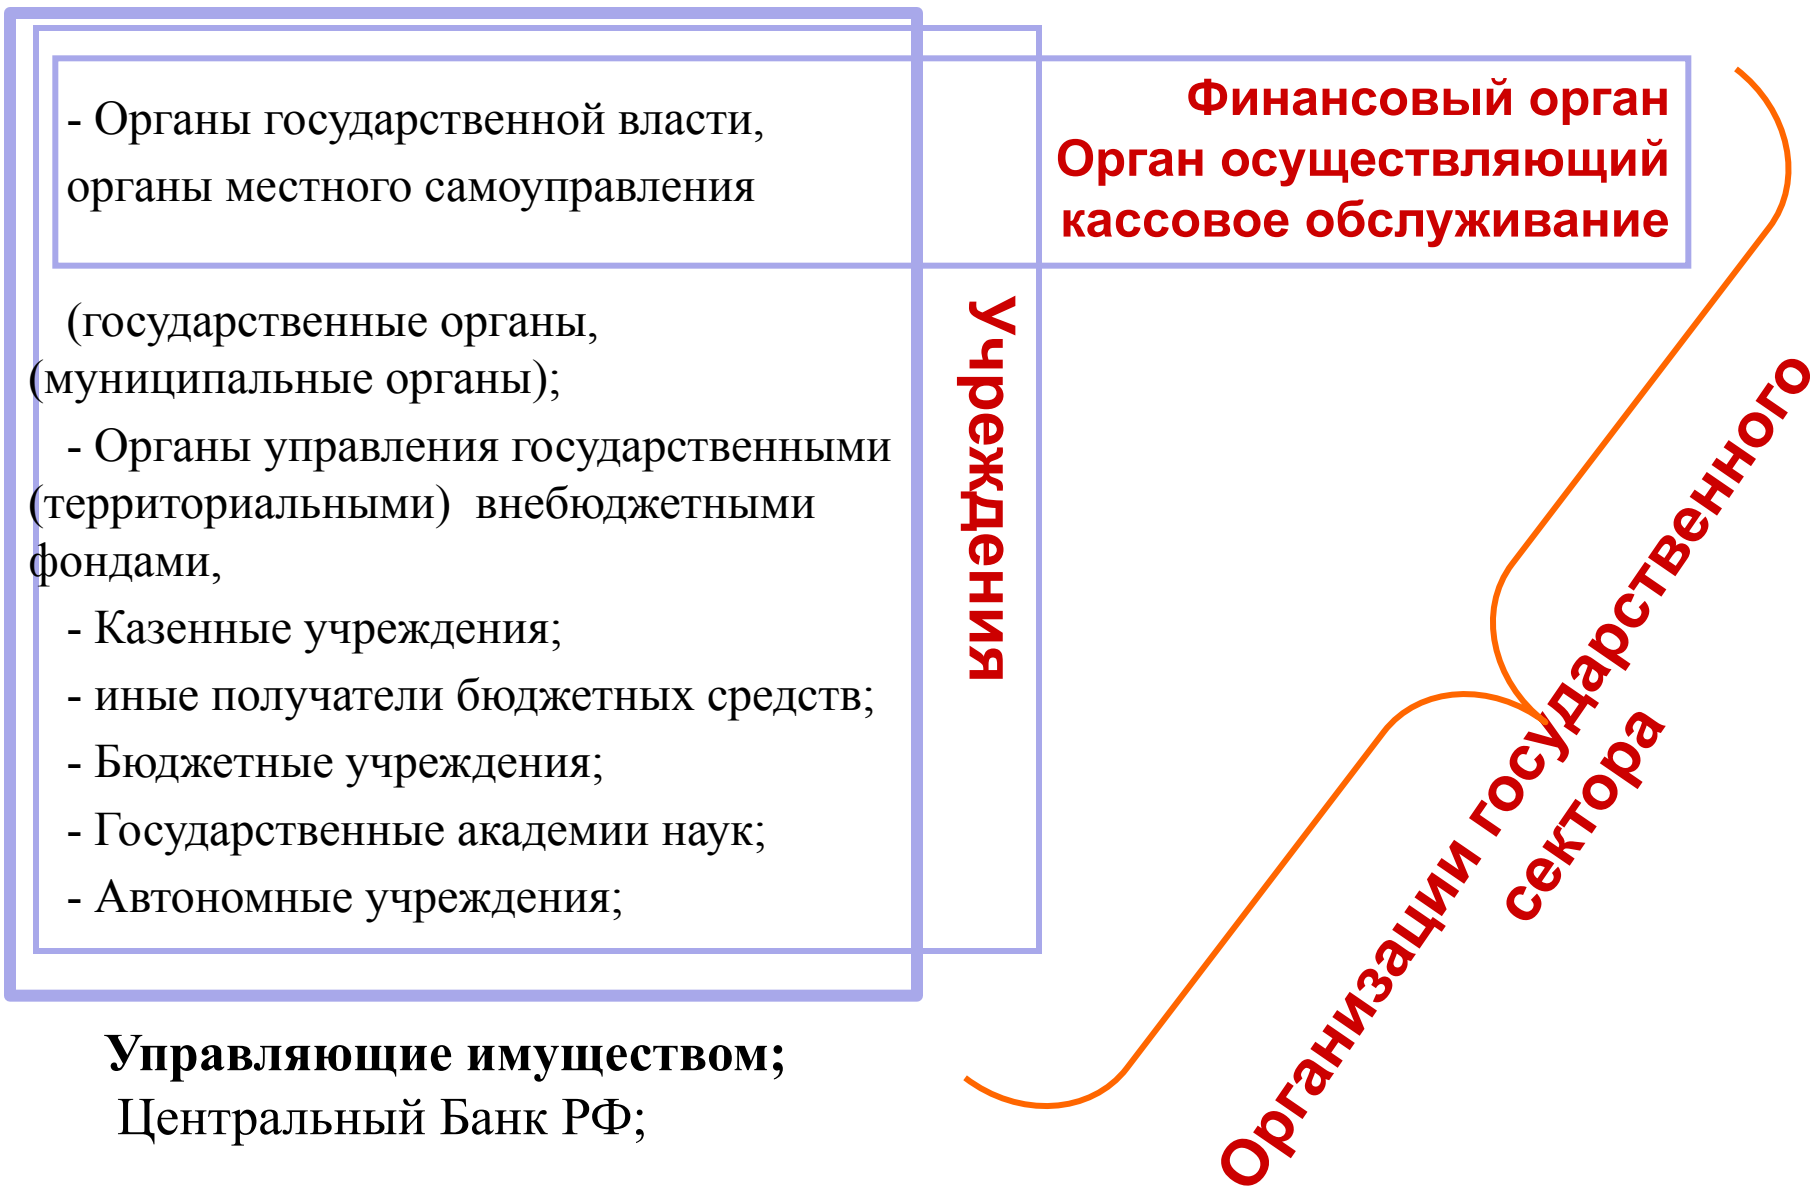 - Органы государственной власти,
органы местного самоуправления
Финансовый орган
Орган осуществляющий
кассовое обслуживание
(государственные органы,
(муниципальные органы);
- Органы управления государственными
(территориальными) внебюджетными
фондами,
- Казенные учреждения;
- иные получатели бюджетных средств;
- Бюджетные учреждения;
- Государственные академии наук;
- Автономные учреждения;
Учреждения
Управляющие имуществом;
Центральный Банк РФ;
Организации государственного
сектора